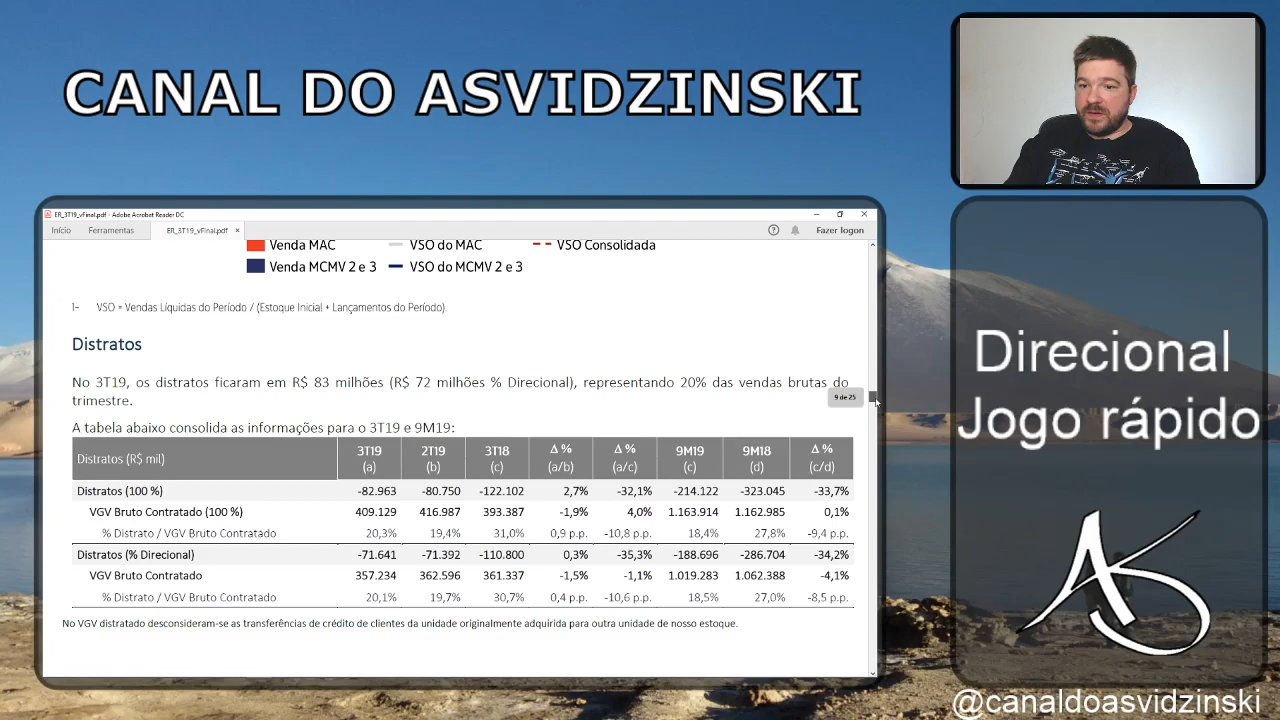 CANAL DO ASVIDZINSKI
ER_3T19_vFinal.pdf - Adobe Acrobat Reader DC
Início Ferramentas ER_3T19_vFinal.pdf × Fazer logon
Venda MAC VSO do MAC VSO Consolidada
Venda MCMV 2 e 3 VSO do MCMV 2 e 3
1- VSO = Vendas Líquidas do Período / (Estoque Inicial + Lançamentos do Período).
Distratos
No 3T19, os distratos ficaram em R$ 83 milhões (R$ 72 milhões % Direcional), representando 20% das vendas brutas do
trimestre.
9 de 25
A tabela abaixo consolida as informações para o 3T19 e 9M19:
Distratos (R$ mil) 3T19 (a) 2T19 (b) 3T18 (c) Δ % (a/b) Δ % (a/c) 9M19 (c) 9M18 (d) Δ % (c/d)
Distratos (100 %) -82.963 -80.750 -122.102 2,7% -32,1% -214.122 -323.045 -33,7%
VGV Bruto Contratado (100 %) 409.129 416.987 393.387 -1,9% 4,0% 1.163.914 1.162.985 0,1%
% Distrato / VGV Bruto Contratado 20,3% 19,4% 31,0% 0,9 p.p. -10,8 p.p. 18,4% 27,8% -9,4 p.p.
Distratos (% Direcional) -71.641 -71.392 -110.800 0,3% -35,3% -188.696 -286.704 -34,2%
VGV Bruto Contratado 357.234 362.596 361.337 -1,5% -1,1% 1.019.283 1.062.388 -4,1%
% Distrato / VGV Bruto Contratado 20,1% 19,7% 30,7% 0,4 p.p. -10,6 p.p. 18,5% 27,0% -8,5 p.p.
No VGV distratado desconsideram-se as transferências de crédito de clientes da unidade originalmente adquirida para outra unidade de nosso estoque.
Direcional
Jogo rápido
@canaldoasvidzinski